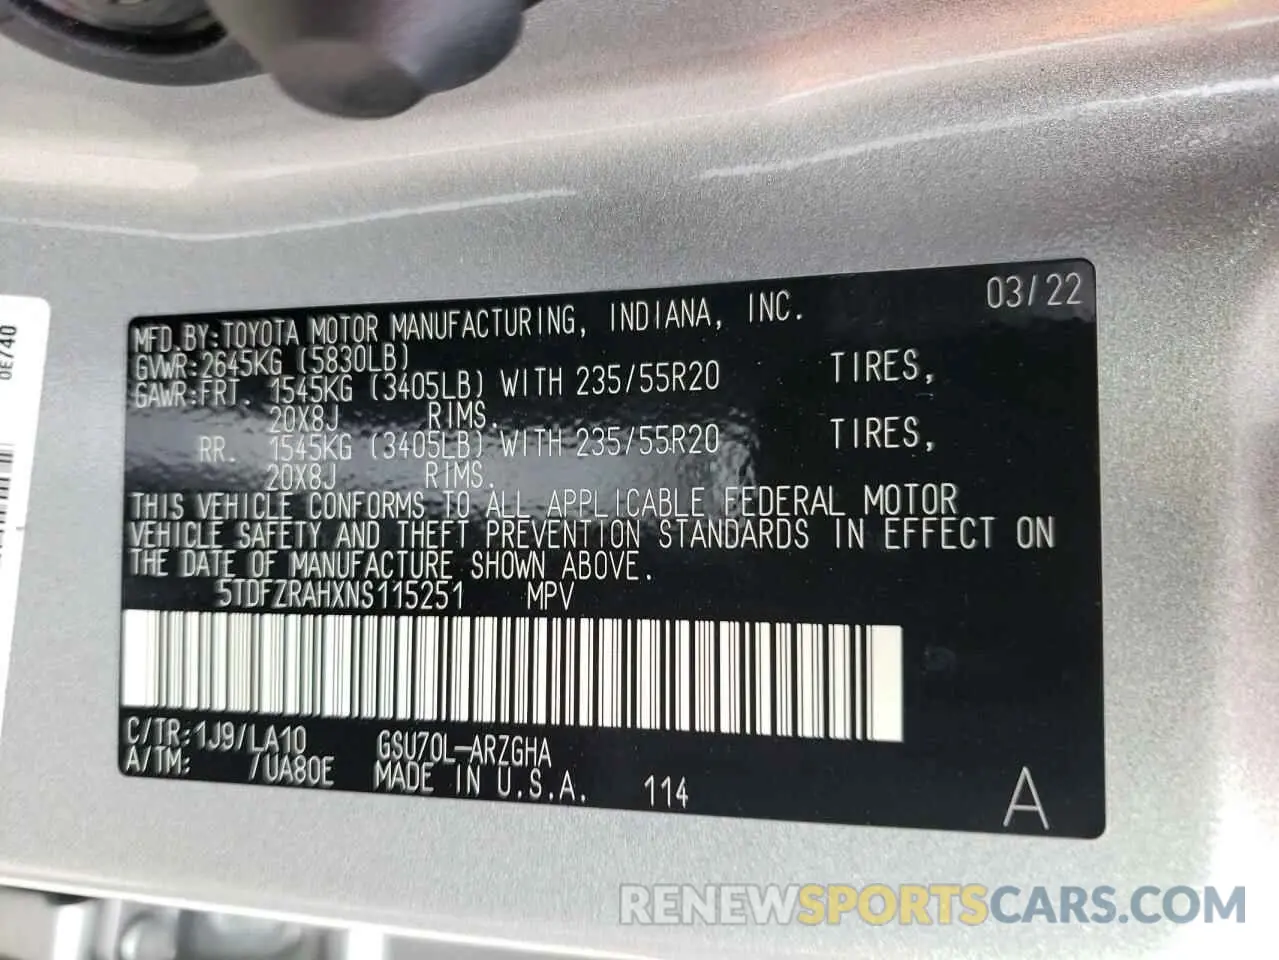 MFD.BY:TOYOTA MOTOR MANUFACTURING, INDIANA, INC. 03/22
GVWR:2645KG (5830LB)
GAWR:FRT. 1545KG (3405LB) WITH 235/55R20 TIRES,
20X8J RIMS.
RR. 1545KG (3405LB) WITH 235/55R20 TIRES,
20X8J RIMS.
THIS VEHICLE CONFORMS TO ALL APPLICABLE FEDERAL MOTOR
VEHICLE SAFETY AND THEFT PREVENTION STANDARDS IN EFFECT ON
THE DATE OF MANUFACTURE SHOWN ABOVE.
5TDFZRAHXNS115251 MPV
C/TR:1J9/LA10 GSU70L-ARZGHA
A/TM: /UA80E MADE IN U.S.A. 114 A
0E740
RENEWSPORTSCARS.COM